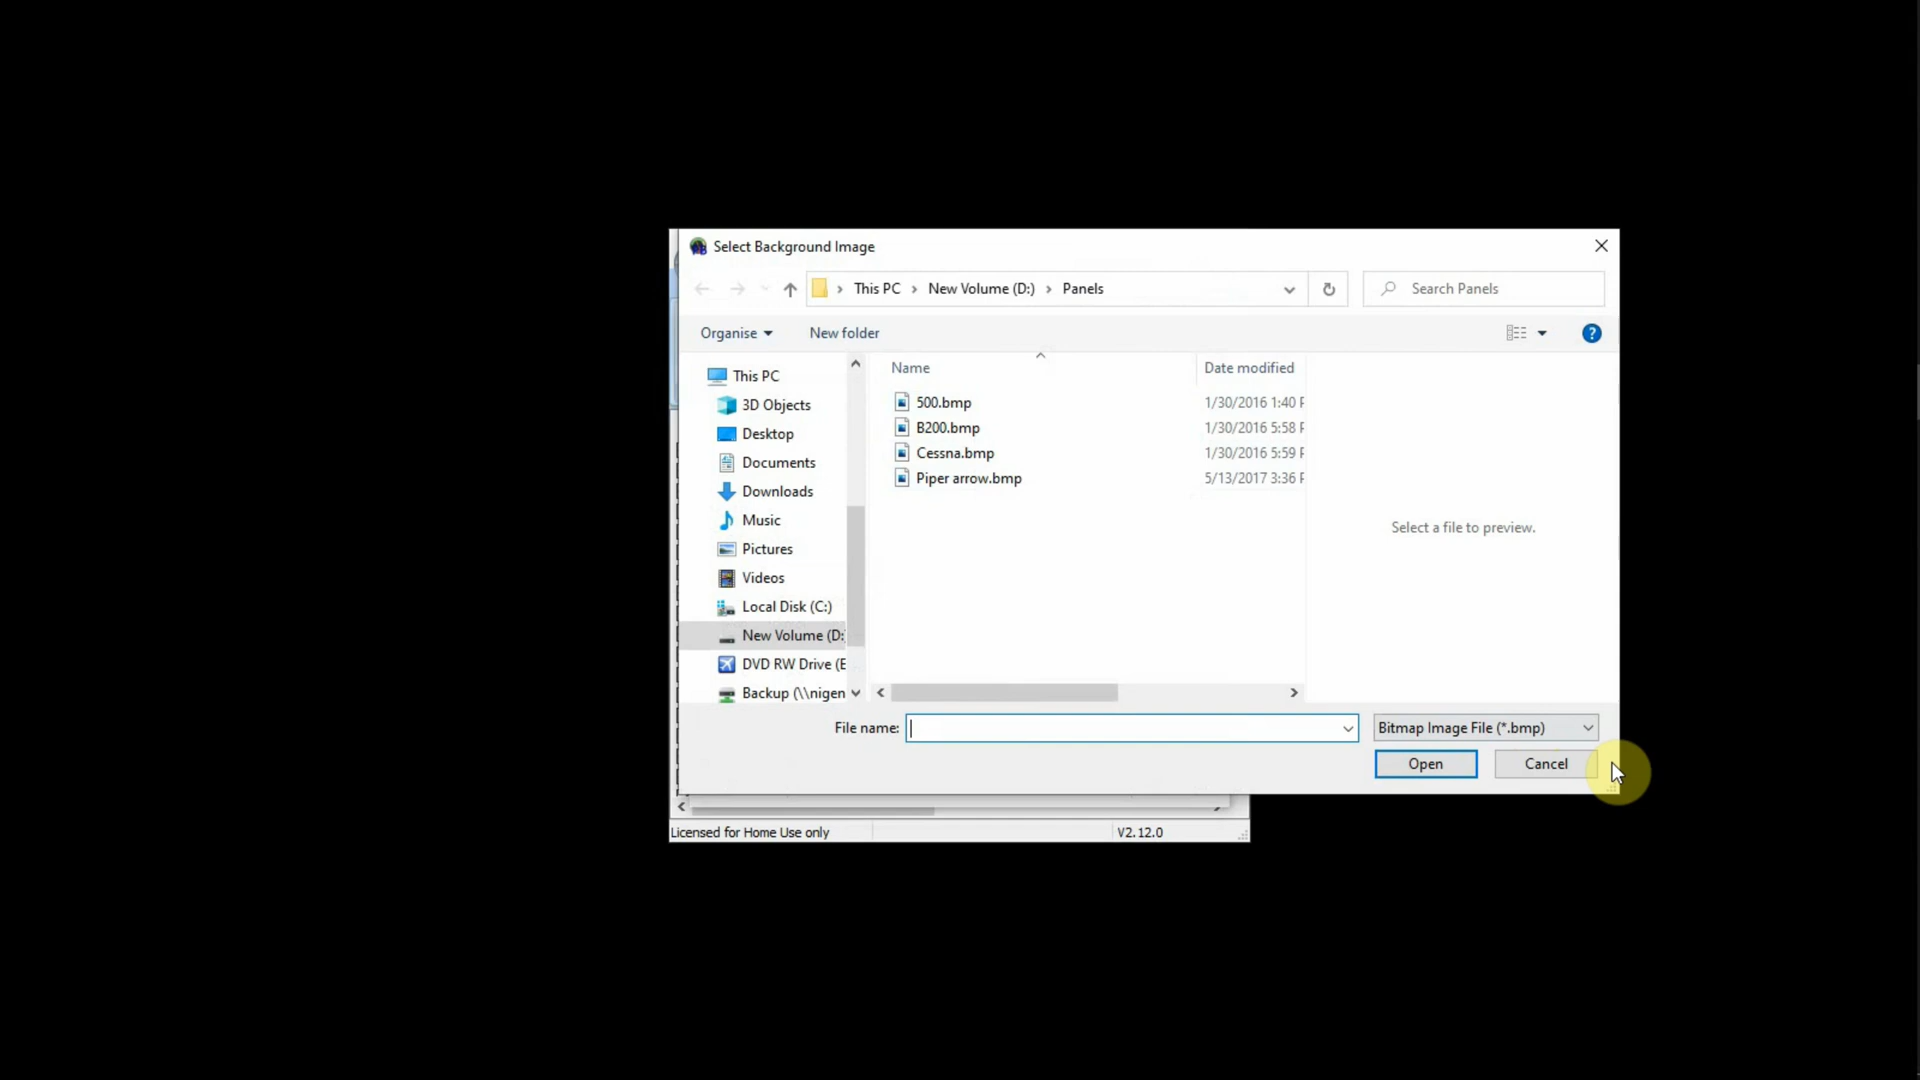 Select Background Image
This PC > New Volume (D:) > Panels
Search Panels
Organise
New folder
?
This PC
3D Objects
Desktop
Documents
Downloads
Music
Pictures
Videos
Local Disk (C:)
New Volume (D:
DVD RW Drive (E
Backup (\\nigen
Name
Date modified
500.bmp
1/30/2016 1:40 P
B200.bmp
1/30/2016 5:58 P
Cessna.bmp
1/30/2016 5:59 P
Piper arrow.bmp
5/13/2017 3:36 P
Select a file to preview.
File name:
Bitmap Image File (*.bmp)
Open
Cancel
Licensed for Home Use only
V2.12.0